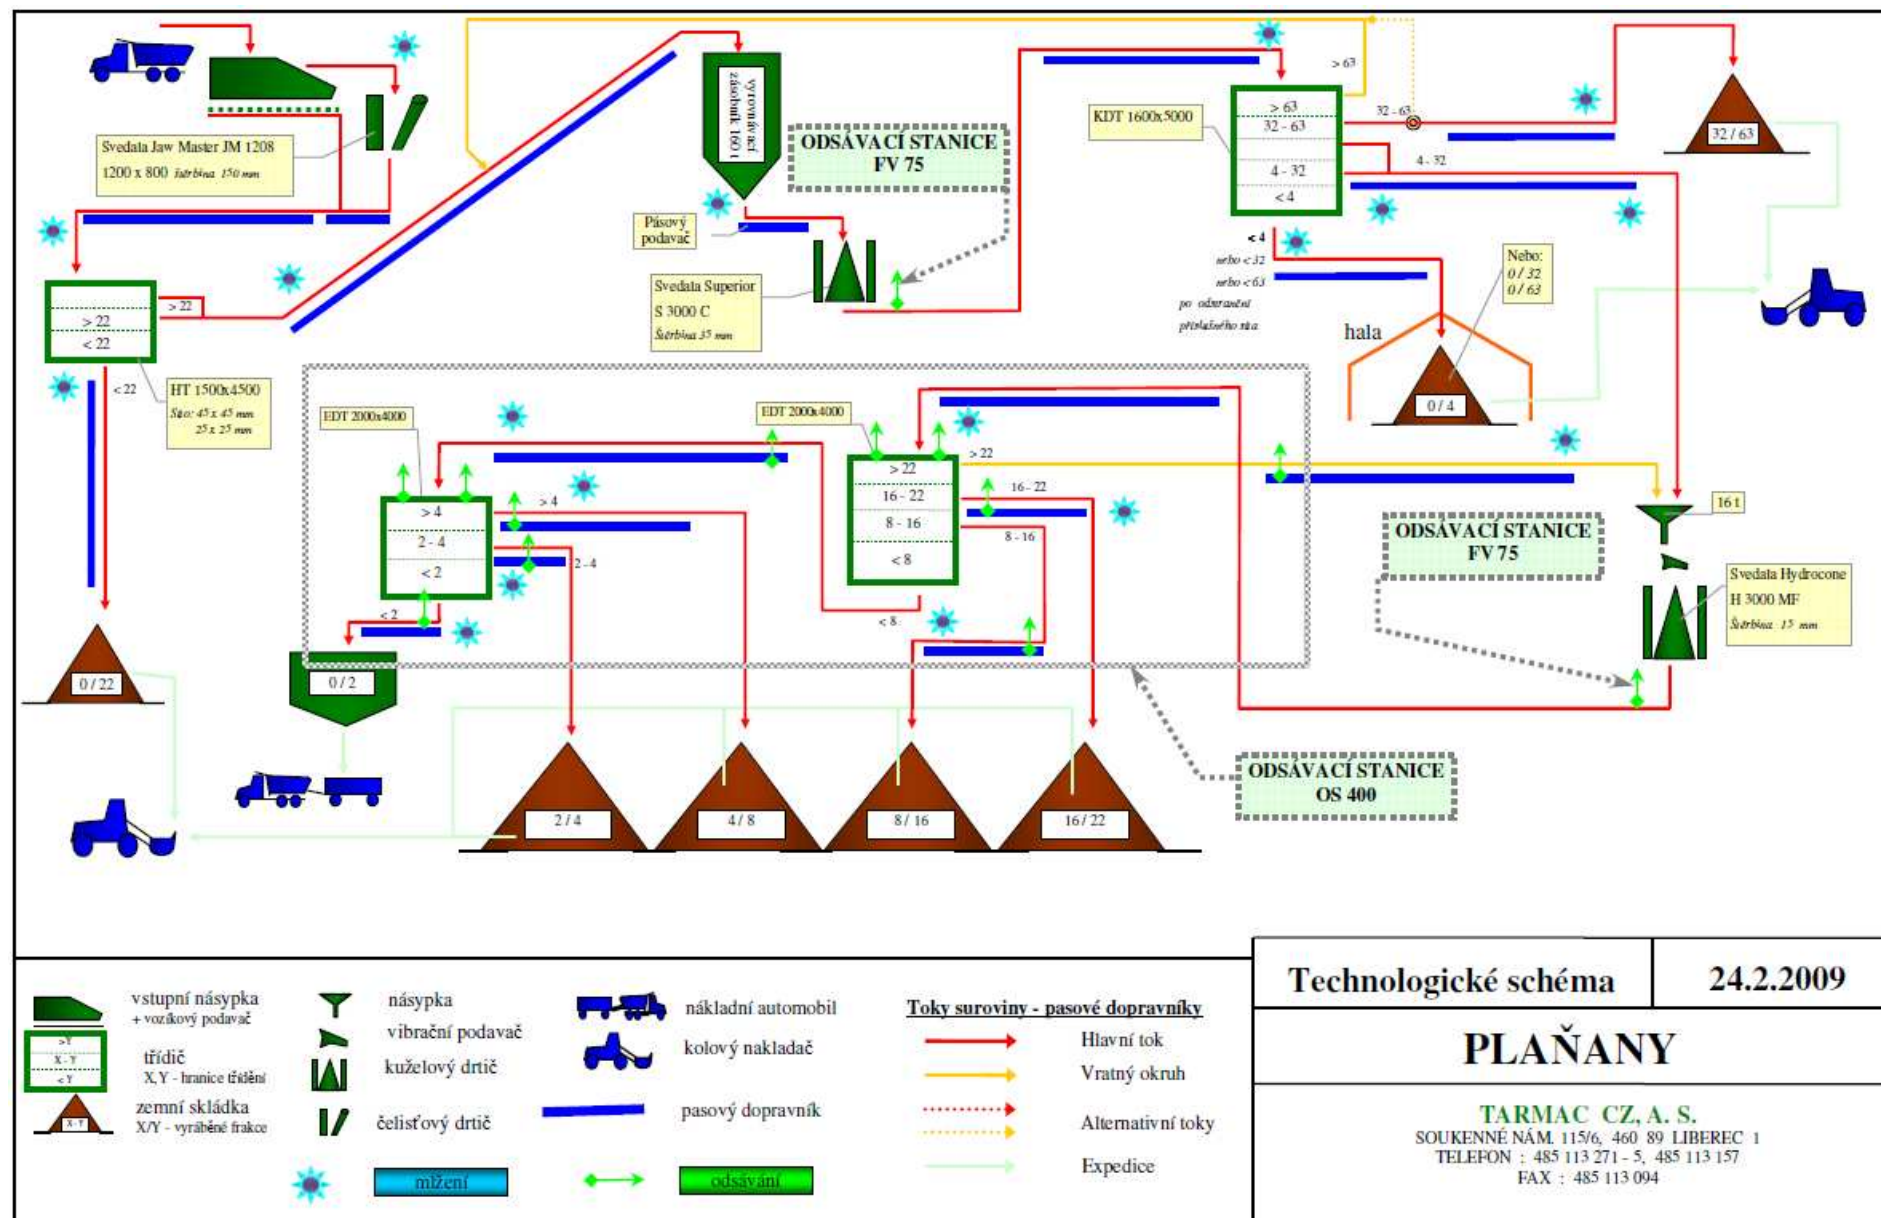 Svedala Jaw Master JM 1208
1200 x 800 štěrbina 150 mm
vyrovnávací
zásobník 160 t
ODSÁVACÍ STANICE
FV 75
Pásový
podavač
Svedala Superior
S 3000 C
Štěrbina 35 mm
KDT 1600x5000
> 63
32 - 63
4 - 32
< 4
> 63
32 - 63
4 - 32
32 / 63
< 4
nebo < 32
nebo < 63
po odstranění
příslušného síta
Nebo:
0 / 32
0 / 63
hala
0 / 4
> 22
< 22
> 22
< 22
HT 1500x4500
Síto: 45 x 45 mm
25 x 25 mm
0 / 22
EDT 2000x4000
> 4
2 - 4
< 2
> 4
2 - 4
< 2
0 / 2
EDT 2000x4000
> 22
16 - 22
8 - 16
< 8
> 22
16 - 22
8 - 16
< 8
16 t
ODSÁVACÍ STANICE
FV 75
Svedala Hydrocone
H 3000 MF
Štěrbina 15 mm
ODSÁVACÍ STANICE
OS 400
2 / 4
4 / 8
8 / 16
16 / 22
vstupní násypka
+ vozíkový podavač
>Y
X - Y
< Y
třídič
X, Y - hranice třídění
X - Y
zemní skládka
X/Y - vyráběné frakce
násypka
vibrační podavač
kuželový drtič
čelisťový drtič
mlžení
nákladní automobil
kolový nakladač
pasový dopravník
odsávání
Toky suroviny - pasové dopravníky
Hlavní tok
Vratný okruh
Alternativní toky
Expedice
Technologické schéma
24.2.2009
PLAŇANY
TARMAC CZ, A. S.
SOUKENNÉ NÁM. 115/6, 460 89 LIBEREC 1
TELEFON : 485 113 271 - 5, 485 113 157
FAX : 485 113 094